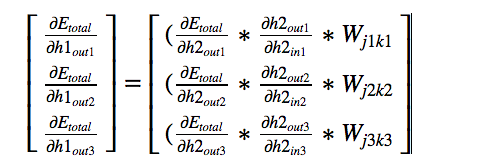 [ ∂E_total/∂h1_out1 ] = [ (∂E_total/∂h2_out1 * ∂h2_out1/∂h2_in1 * W_j1k1 ]
[ ∂E_total/∂h1_out2 ] = [ (∂E_total/∂h2_out2 * ∂h2_out2/∂h2_in2 * W_j2k2 ]
[ ∂E_total/∂h1_out3 ] = [ (∂E_total/∂h2_out3 * ∂h2_out3/∂h2_in3 * W_j3k3 ]